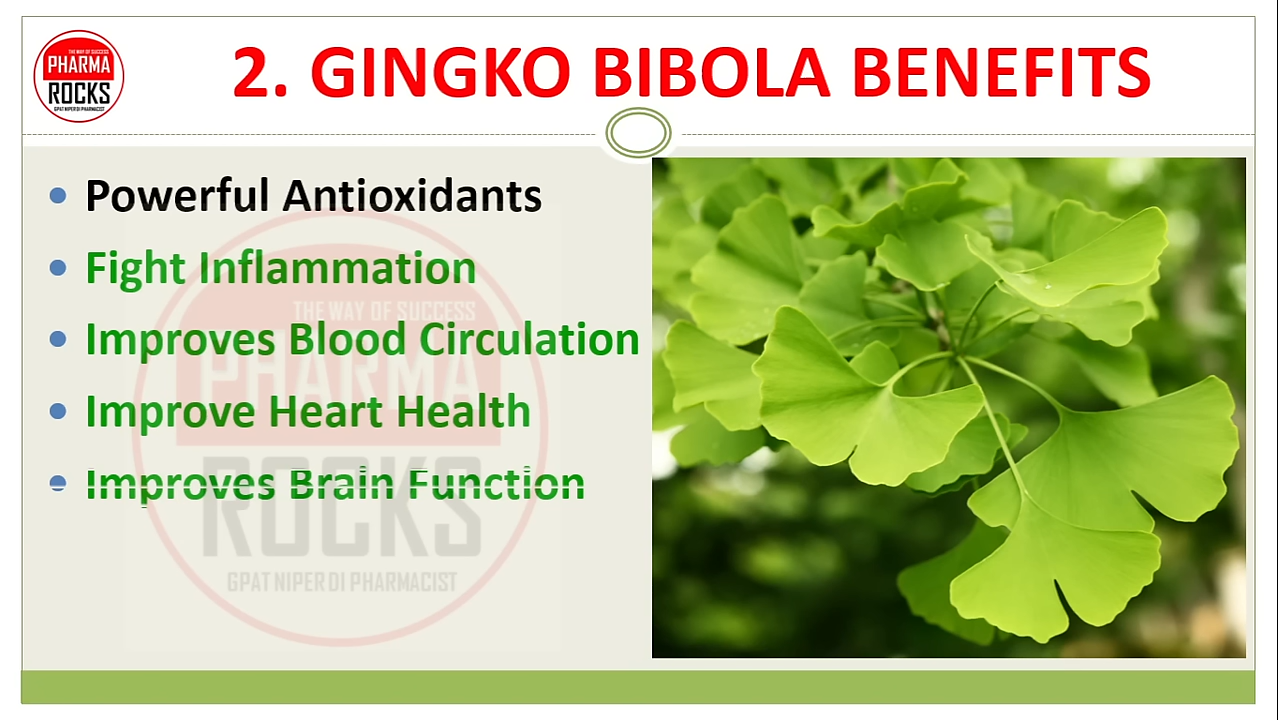 THE WAY OF SUCCESS
PHARMA
ROCKS
GPAT NIPER DI PHARMACIST
2. GINGKO BIBOLA BENEFITS
• Powerful Antioxidants
• Fight Inflammation
• Improves Blood Circulation
• Improve Heart Health
• Improves Brain Function
THE WAY OF SUCCESS
PHARMA
ROCKS
GPAT NIPER DI PHARMACIST